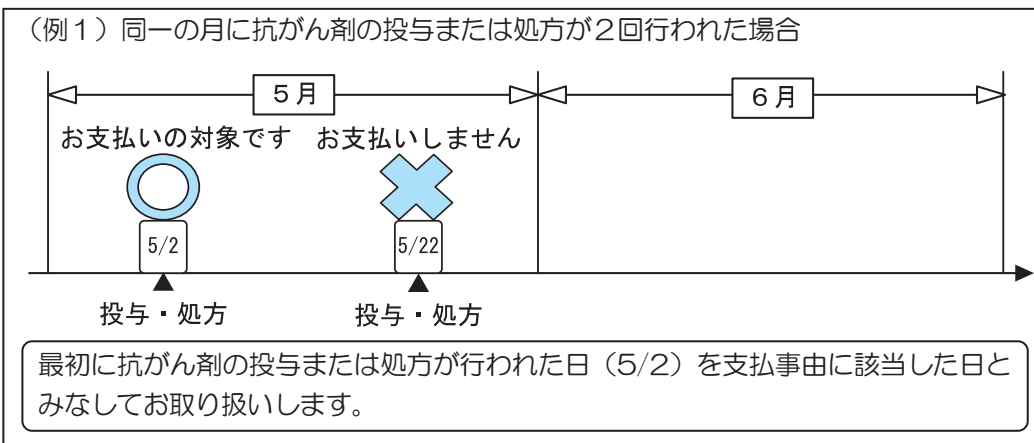 （例１）同一の月に抗がん剤の投与または処方が２回行われた場合
５月
６月
お支払いの対象です
お支払いしません
5/2
5/22
投与・処方
投与・処方
最初に抗がん剤の投与または処方が行われた日（5/2）を支払事由に該当した日と
みなしてお取り扱いします。